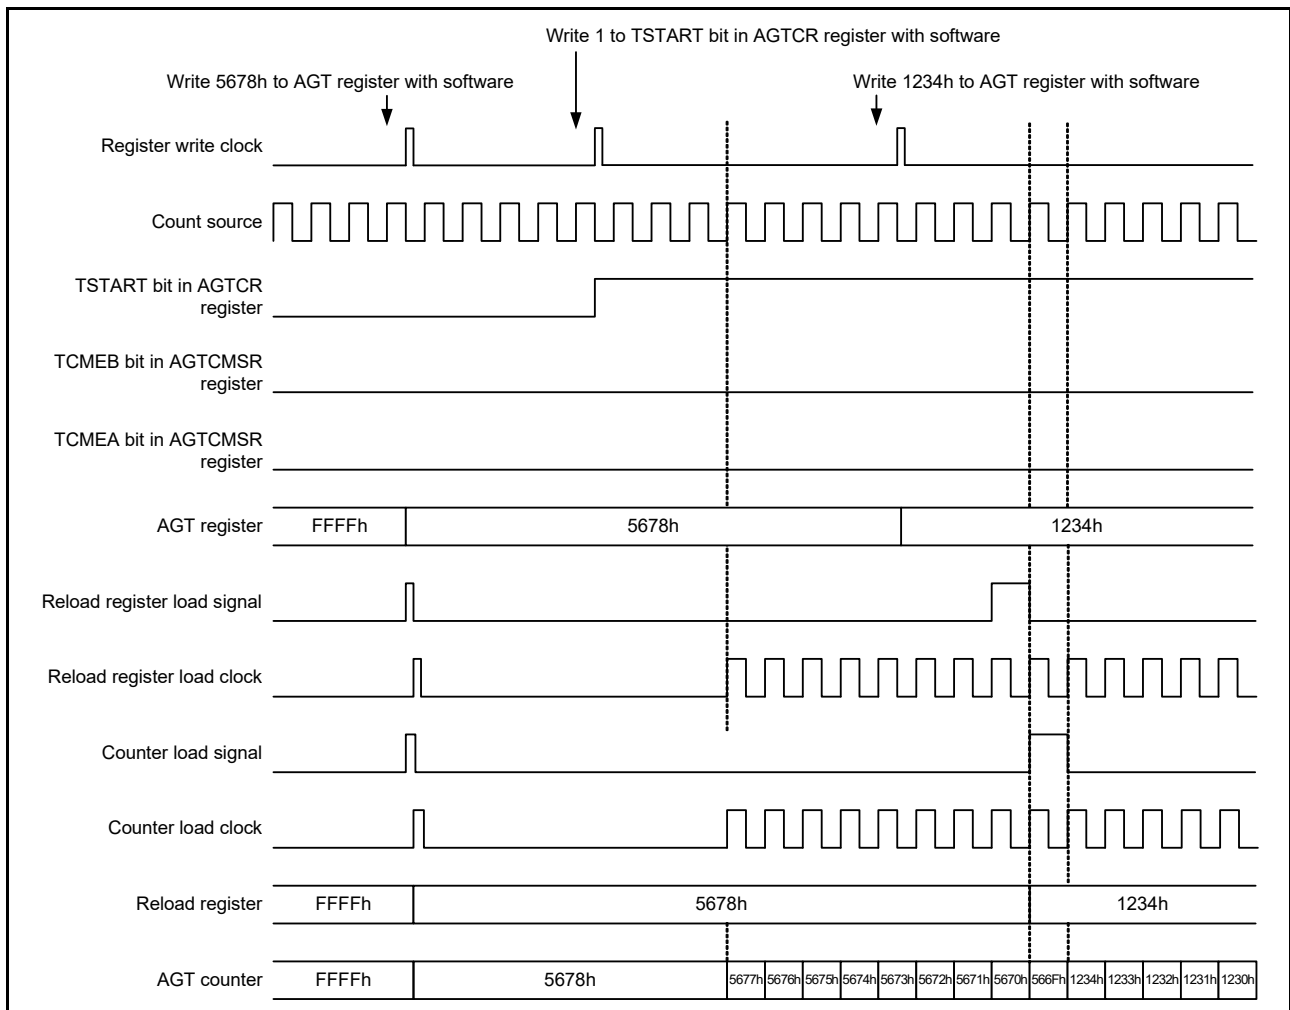 Write 1 to TSTART bit in AGTCR register with software
Write 5678h to AGT register with software
Write 1234h to AGT register with software
Register write clock
Count source
TSTART bit in AGTCR
register
TCMEB bit in AGTCMSR
register
TCMEA bit in AGTCMSR
register
AGT register FFFFh 5678h 1234h
Reload register load signal
Reload register load clock
Counter load signal
Counter load clock
Reload register FFFFh 5678h 1234h
AGT counter FFFFh 5678h 5677h 5676h 5675h 5674h 5673h 5672h 5671h 5670h 566Fh 1234h 1233h 1232h 1231h 1230h